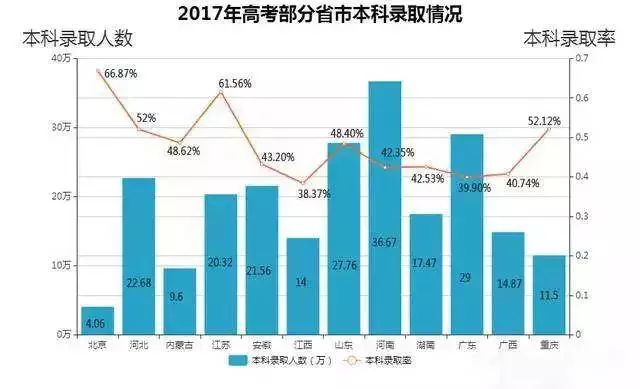 2017年高考部分省市本科录取情况
本科录取人数 本科录取率
40万 30万 20万 10万 0万
0.7 0.6 0.5 0.4 0.3 0.2 0.1 0
66.87% 52% 48.62% 61.56% 43.20% 38.37% 48.40% 42.35% 42.53% 39.90% 40.74% 52.12%
4.06 22.68 9.6 20.32 21.56 14 27.76 36.67 17.47 29 14.87 11.5
北京 河北 内蒙古 江苏 安徽 江西 山东 河南 湖南 广东 广西 重庆
本科录取人数（万） 本科录取率